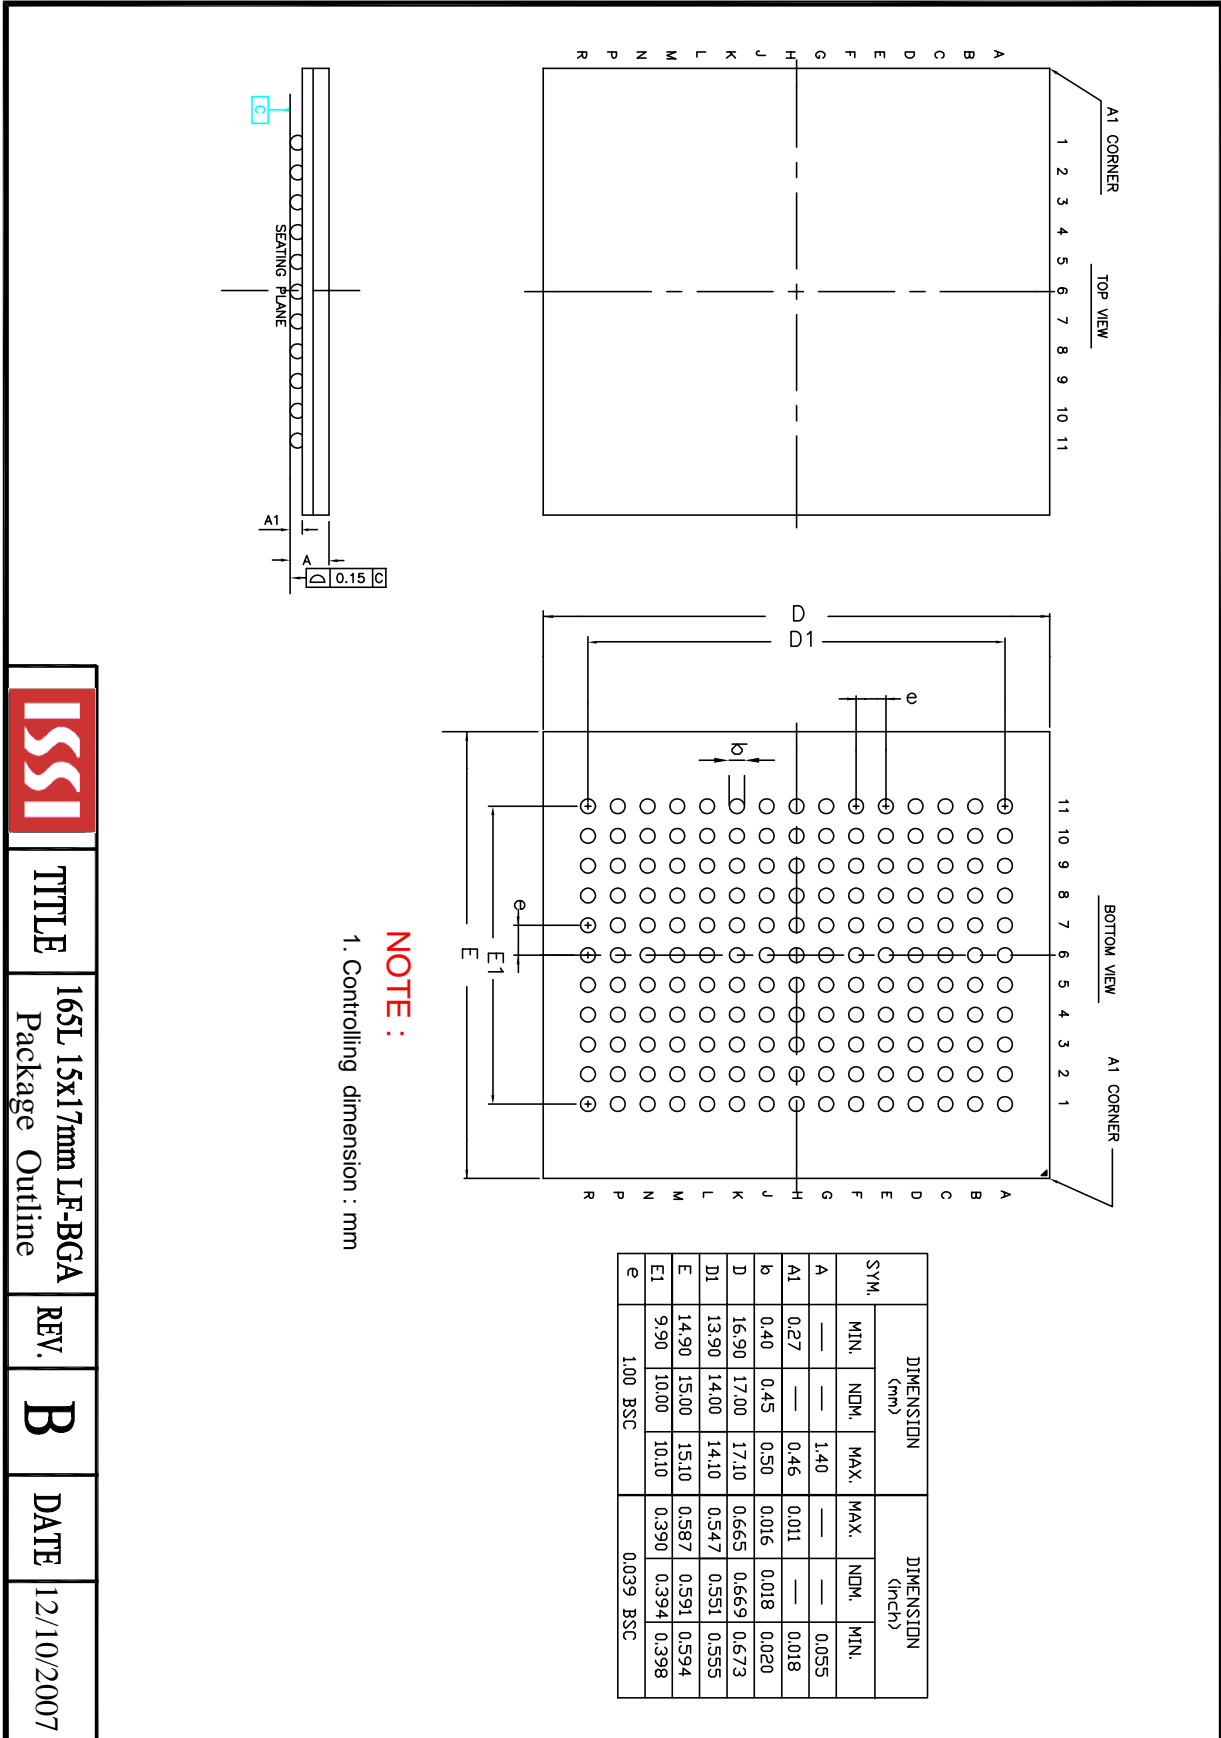 A1 CORNER
TOP VIEW
1 2 3 4 5 6 7 8 9 10 11
A
B
C
D
E
F
G
H
J
K
L
M
N
P
R
BOTTOM VIEW
A1 CORNER
11 10 9 8 7 6 5 4 3 2 1
A
B
C
D
E
F
G
H
J
K
L
M
N
P
R
D
D1
e
b
e
E1
E
C
SEATING PLANE
A1
A
0.15 C
SYM. DIMENSION (mm) DIMENSION (inch)
MIN. NOM. MAX. MAX. NOM. MIN.
A — — 1.40 — — 0.055
A1 0.27 — 0.46 0.011 — 0.018
b 0.40 0.45 0.50 0.016 0.018 0.020
D 16.90 17.00 17.10 0.665 0.669 0.673
D1 13.90 14.00 14.10 0.547 0.551 0.555
E 14.90 15.00 15.10 0.587 0.591 0.594
E1 9.90 10.00 10.10 0.390 0.394 0.398
e 1.00 BSC 0.039 BSC
NOTE :
1. Controlling dimension : mm
ISSI
TITLE
165L 15x17mm LF-BGA
Package Outline
REV.
B
DATE
12/10/2007